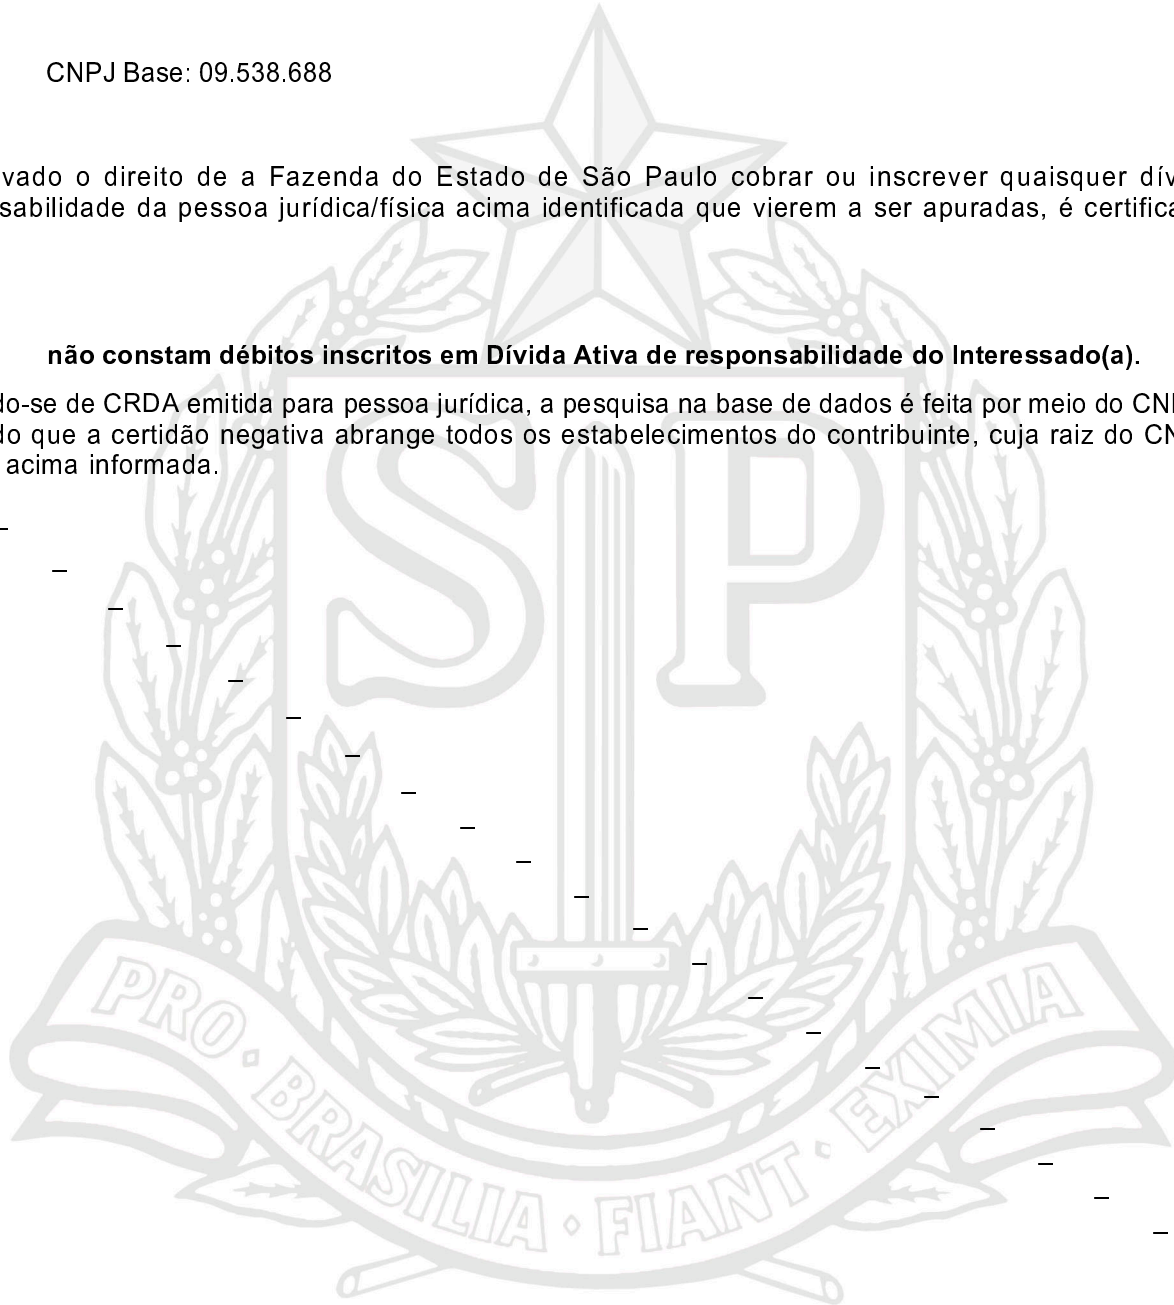 CNPJ Base: 09.538.688
vado o direito de a Fazenda do Estado de São Paulo cobrar ou inscrever quaisquer dív
sabilidade da pessoa jurídica/física acima identificada que vierem a ser apuradas, é certifica
não constam débitos inscritos em Dívida Ativa de responsabilidade do Interessado(a).
do-se de CRDA emitida para pessoa jurídica, a pesquisa na base de dados é feita por meio do CN
do que a certidão negativa abrange todos os estabelecimentos do contribuinte, cuja raiz do CN
acima informada.
SP
PRO · BRASILIA · FIANT · EXIMIA